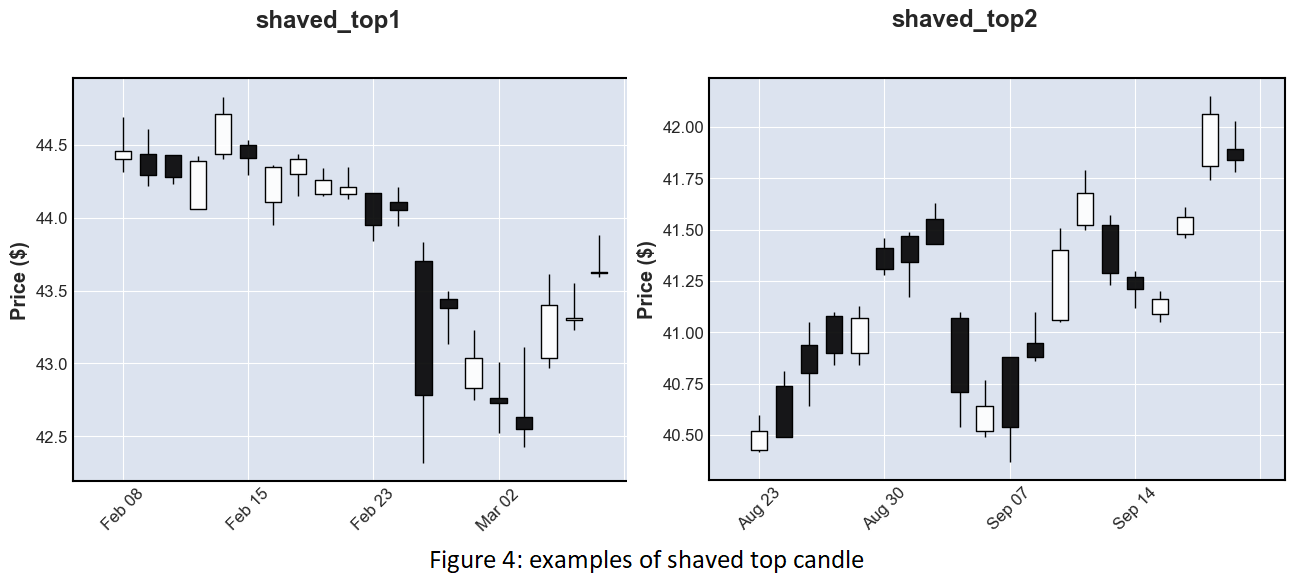 shaved_top1
shaved_top2
Price ($)
44.5
44.0
43.5
43.0
42.5
Feb 08
Feb 15
Feb 23
Mar 02
Price ($)
42.00
41.75
41.50
41.25
41.00
40.75
40.50
Aug 23
Aug 30
Sep 07
Sep 14
Figure 4: examples of shaved top candle